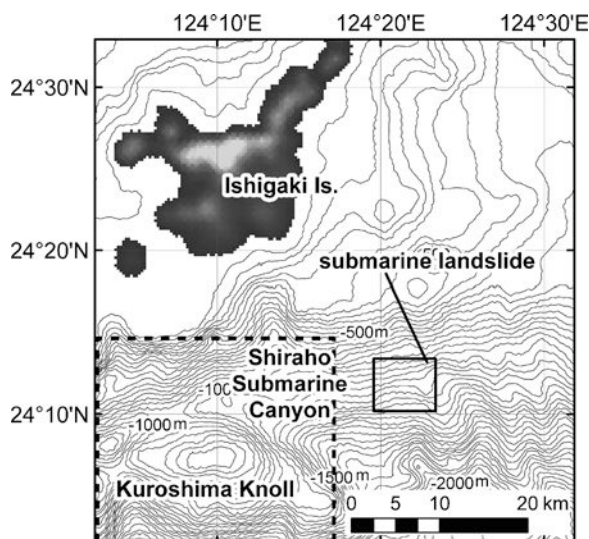 124°10'E 124°20'E 124°30'E
24°30'N
Ishigaki Is.
24°20'N
submarine landslide
-500m
Shiraho
Submarine
Canyon
24°10'N
-1000m
-1500m
-2000m
Kuroshima Knoll
0 5 10 20 km